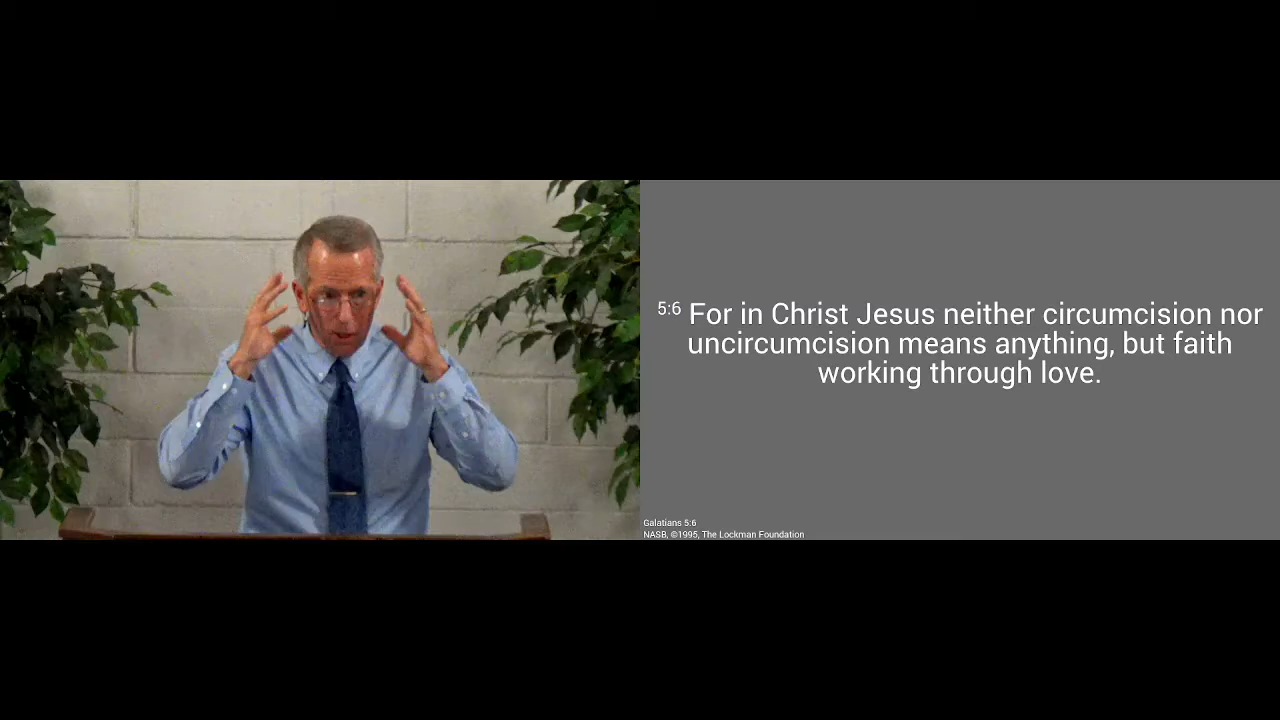 5:6 For in Christ Jesus neither circumcision nor
uncircumcision means anything, but faith
working through love.
Galatians 5:6
NASB, ©1995, The Lockman Foundation